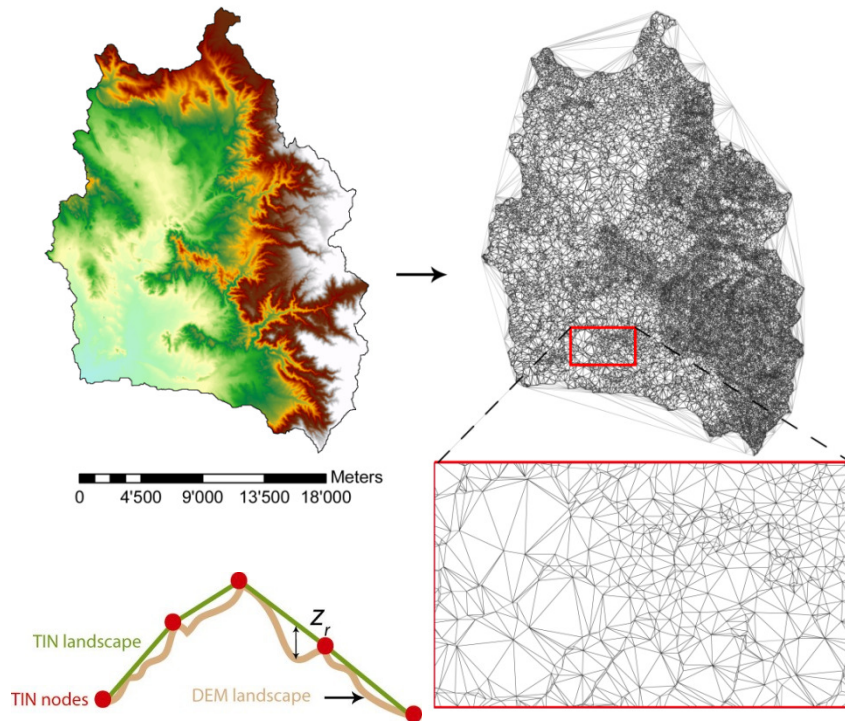 Meters
0 4'500 9'000 13'500 18'000
TIN landscape
Zr
TIN nodes
DEM landscape